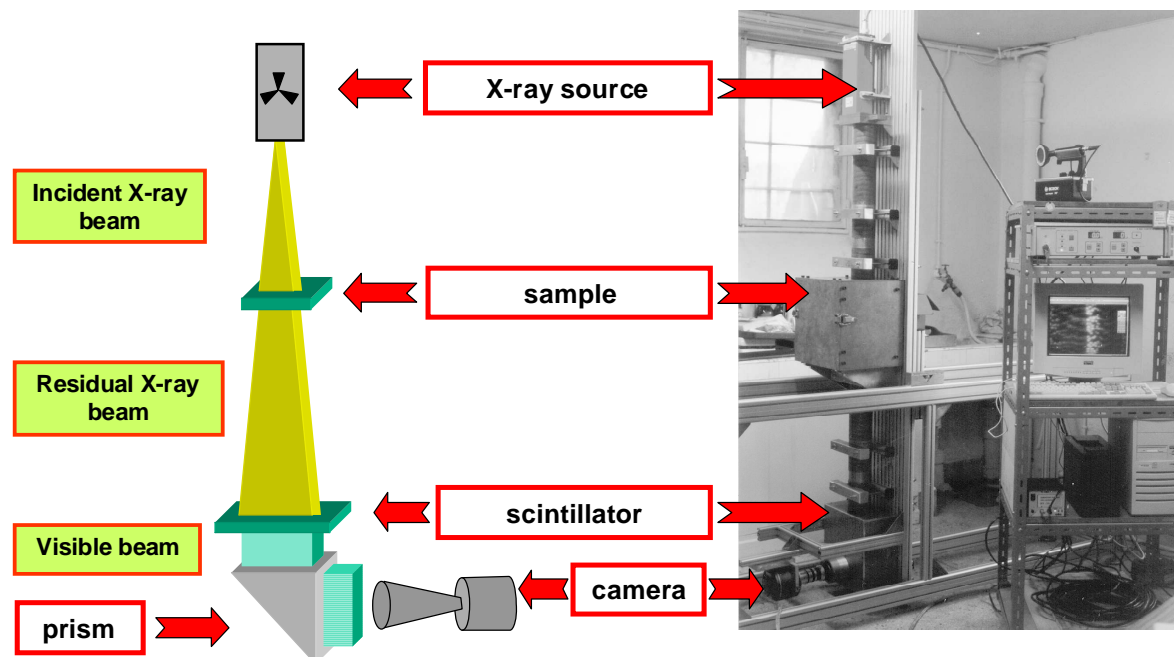 X-ray source
Incident X-ray
beam
sample
Residual X-ray
beam
scintillator
Visible beam
camera
prism